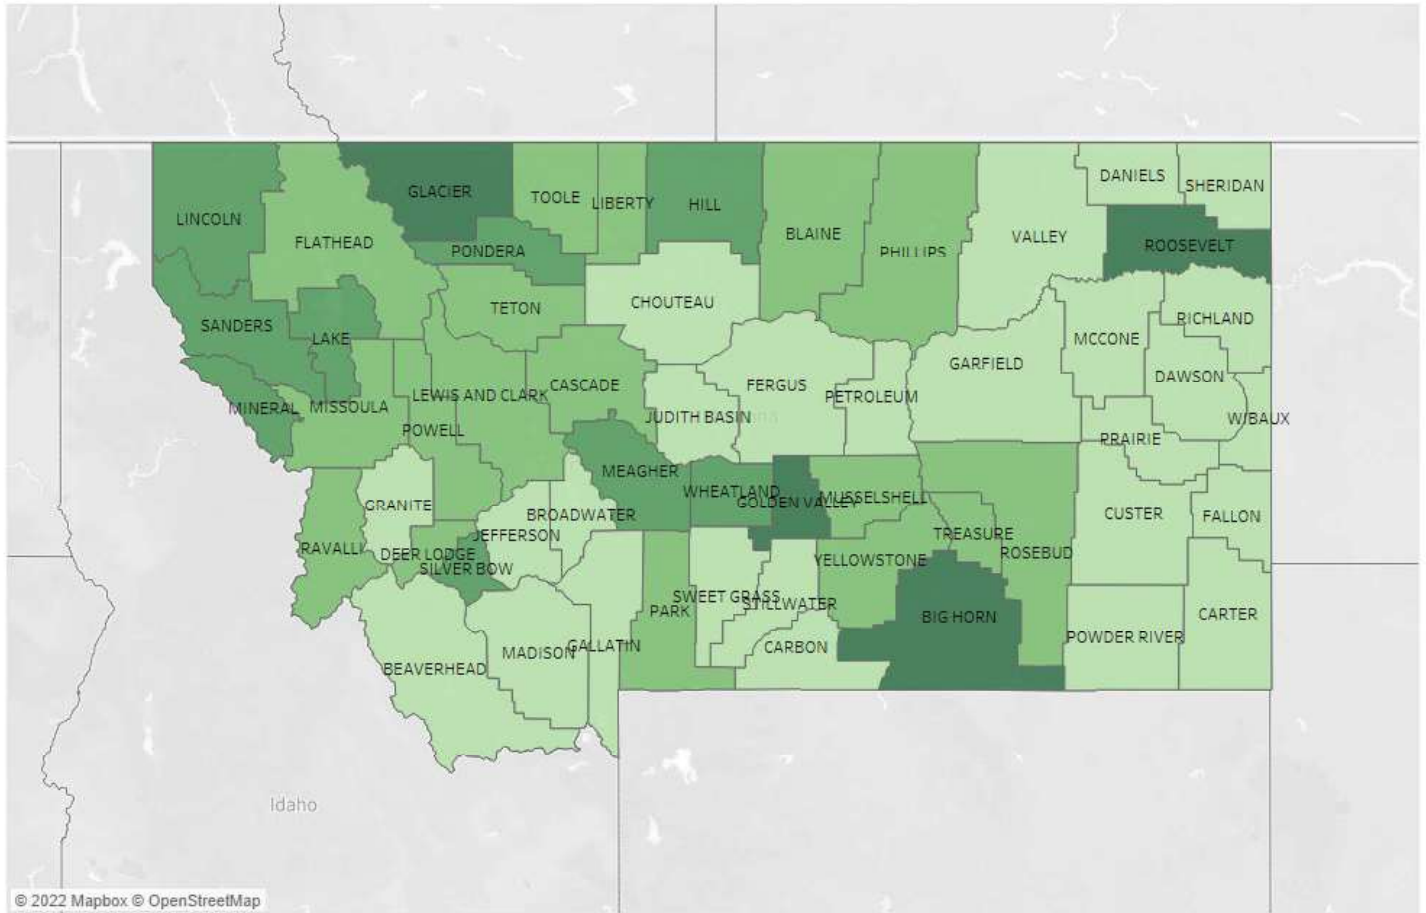 GLACIER
DANIELS
SHERIDAN
LINCOLN
TOOLE
LIBERTY
HILL
BLAINE
VALLEY
ROOSEVELT
FLATHEAD
PONDERA
PHILLIPS
TETON
CHOUTEAU
RICHLAND
SANDERS
LAKE
MCCONE
GARFIELD
DAWSON
LEWIS AND CLARK
CASCADE
FERGUS
PETROLEUM
MINERAL
MISSOULA
JUDITH BASIN
WIBAUX
POWELL
PRAIRIE
MEAGHER
WHEATLAND
GOLDEN VALLEY
MUSSELSHELL
GRANITE
BROADWATER
CUSTER
FALLON
JEFFERSON
TREASURE
RAVALLI
DEER LODGE
ROSEBUD
SILVER BOW
YELLOWSTONE
SWEET GRASS
STILLWATER
PARK
BIG HORN
CARTER
POWDER RIVER
MADISON
GALLATIN
CARBON
BEAVERHEAD
Idaho
© 2022 Mapbox © OpenStreetMap